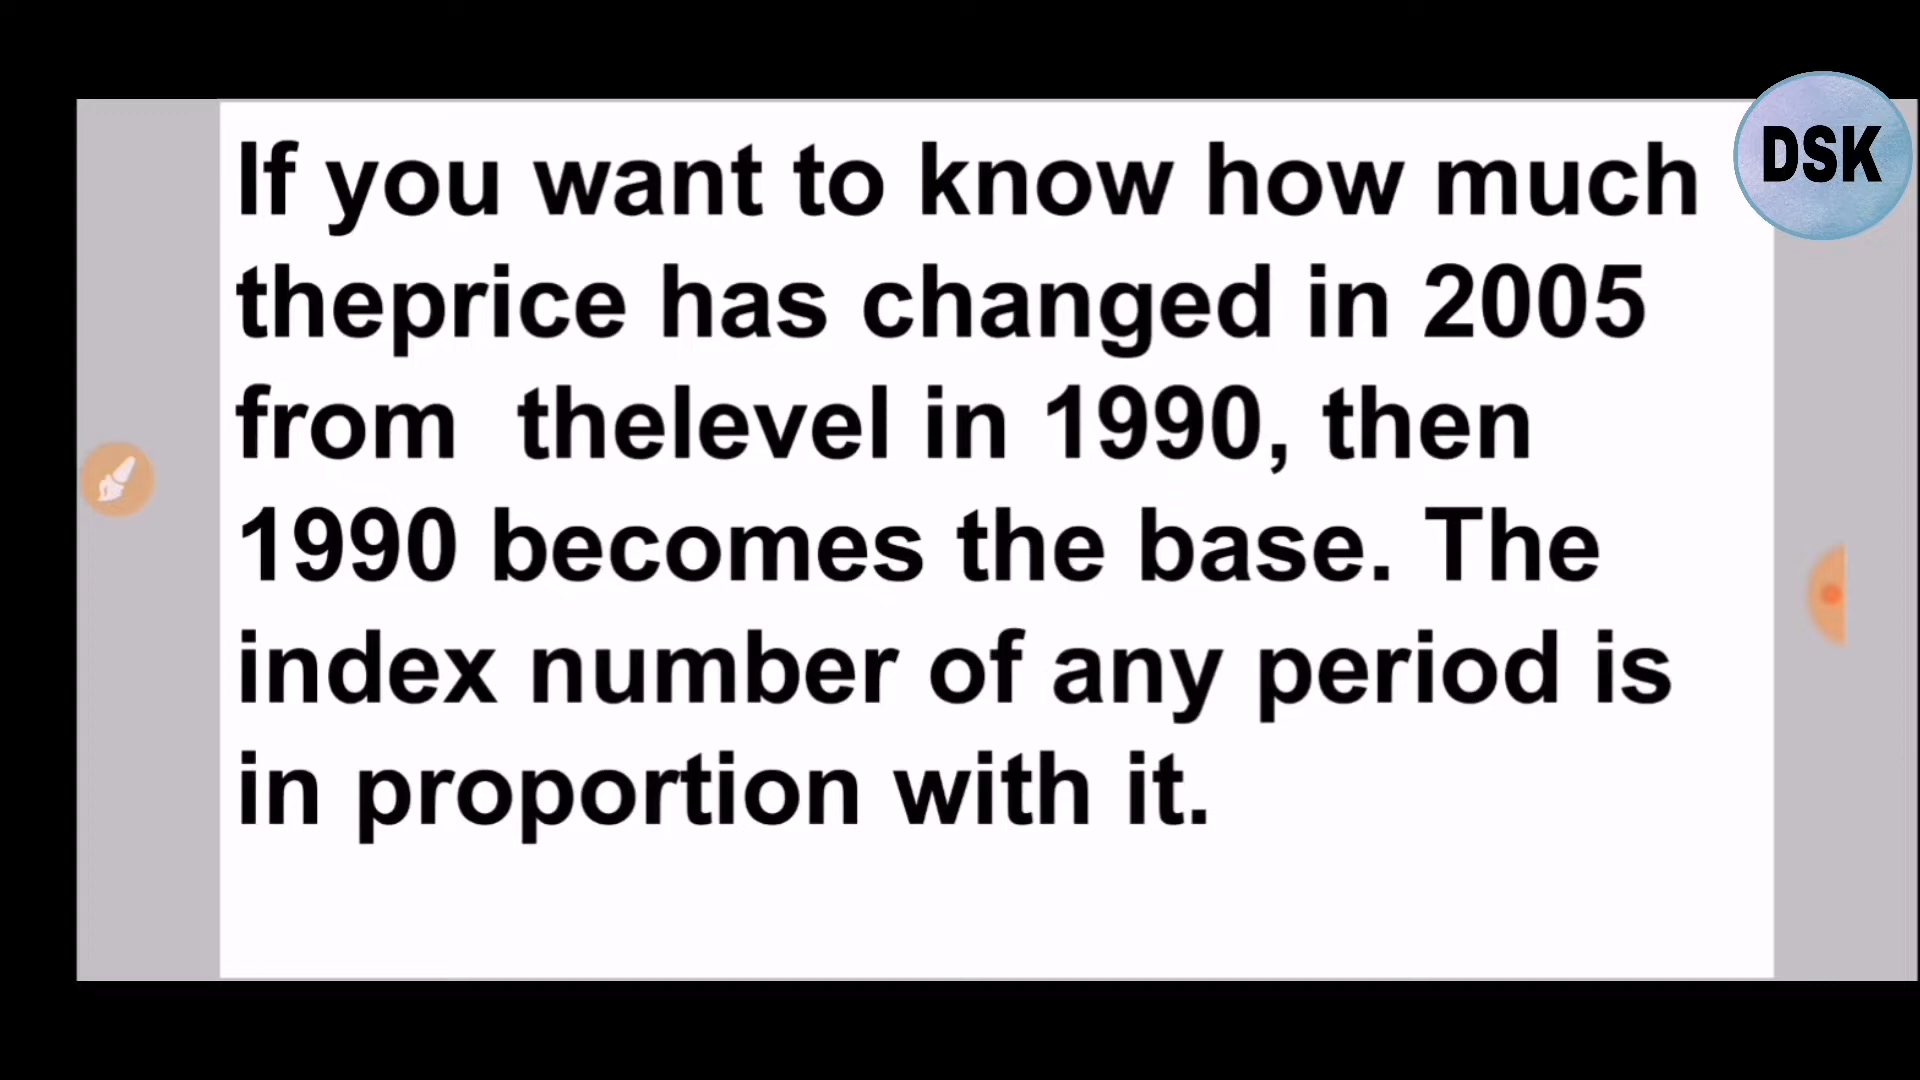 If you want to know how much
theprice has changed in 2005
from  thelevel in 1990, then
1990 becomes the base. The
index number of any period is
in proportion with it.
DSK